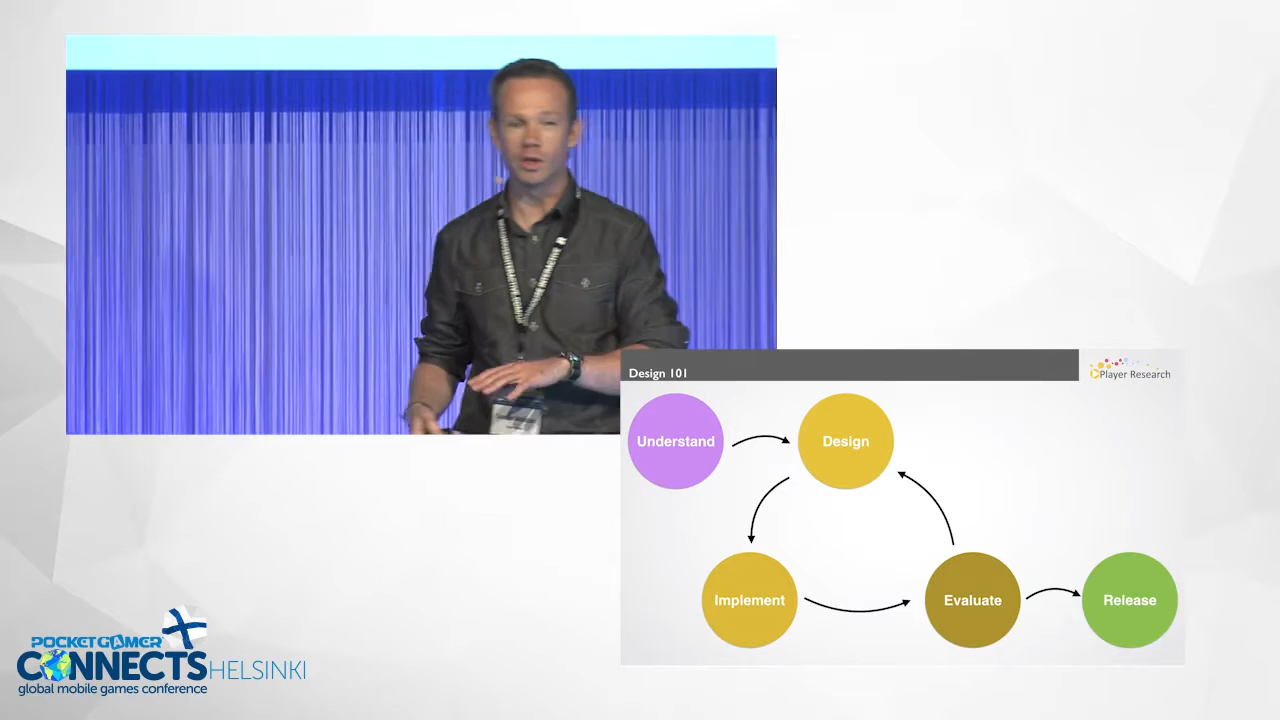 Design 101
Player Research
Understand
Design
Implement
Evaluate
Release
POCKET GAMER
CONNECTS HELSINKI
global mobile games conference